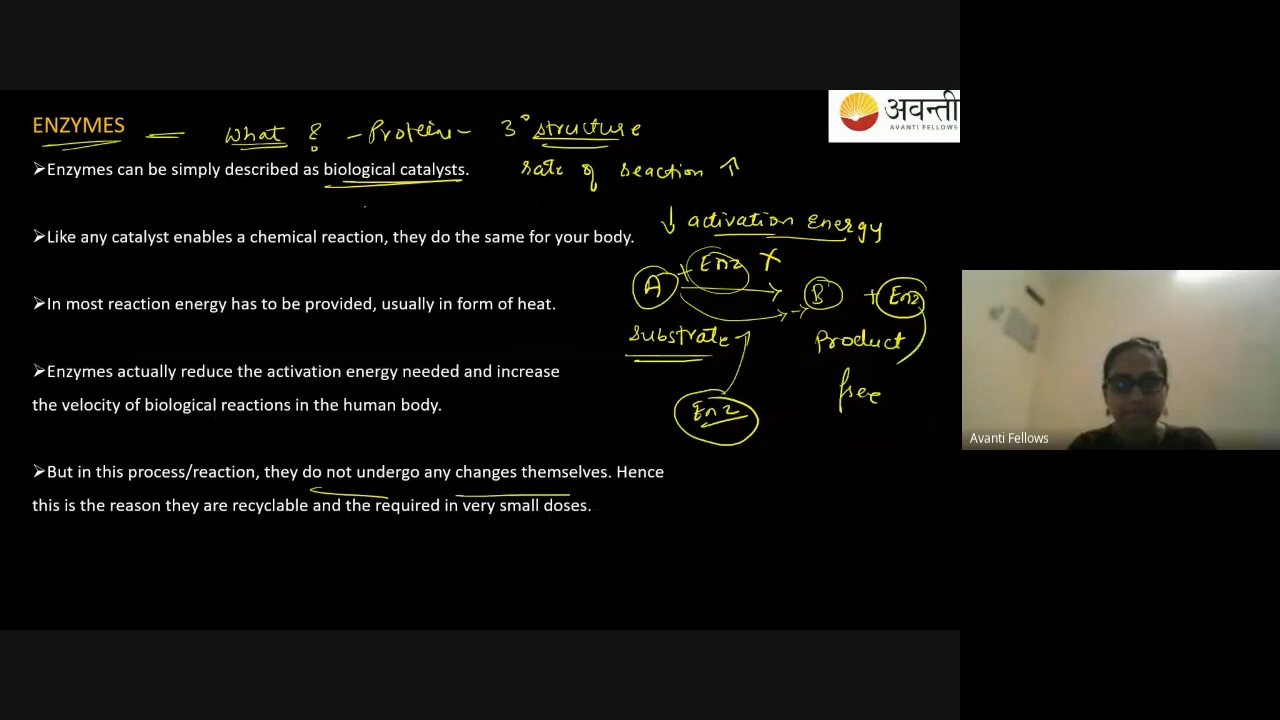 ENZYMES — What ? - Protein - 3° structure
अवन्ती
AVANTI FELLOWS
➢Enzymes can be simply described as biological catalysts.
rate of reaction ↑
↓ activation Energy
➢Like any catalyst enables a chemical reaction, they do the same for your body.
A + Enz X → B + Enz
➢In most reaction energy has to be provided, usually in form of heat.
substrate
Product
➢Enzymes actually reduce the activation energy needed and increase
the velocity of biological reactions in the human body.
free
Enz
Avanti Fellows
➢But in this process/reaction, they do not undergo any changes themselves. Hence
this is the reason they are recyclable and the required in very small doses.